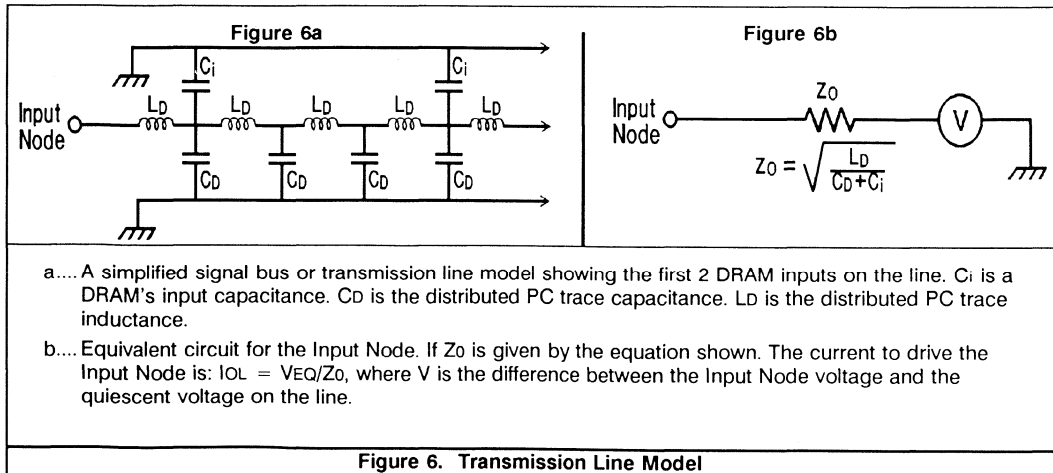 Figure 6a
Ci
Ci
LD
LD
LD
LD
LD
Input
Node
CD
CD
CD
CD
Figure 6b
Input
Node
ZO
V
ZO = √ LD / CD+Ci
a.... A simplified signal bus or transmission line model showing the first 2 DRAM inputs on the line. Ci is a
DRAM's input capacitance. CD is the distributed PC trace capacitance. LD is the distributed PC trace
inductance.
b.... Equivalent circuit for the Input Node. If ZO is given by the equation shown. The current to drive the
Input Node is: IOL = VEQ/ZO, where V is the difference between the Input Node voltage and the
quiescent voltage on the line.
Figure 6. Transmission Line Model